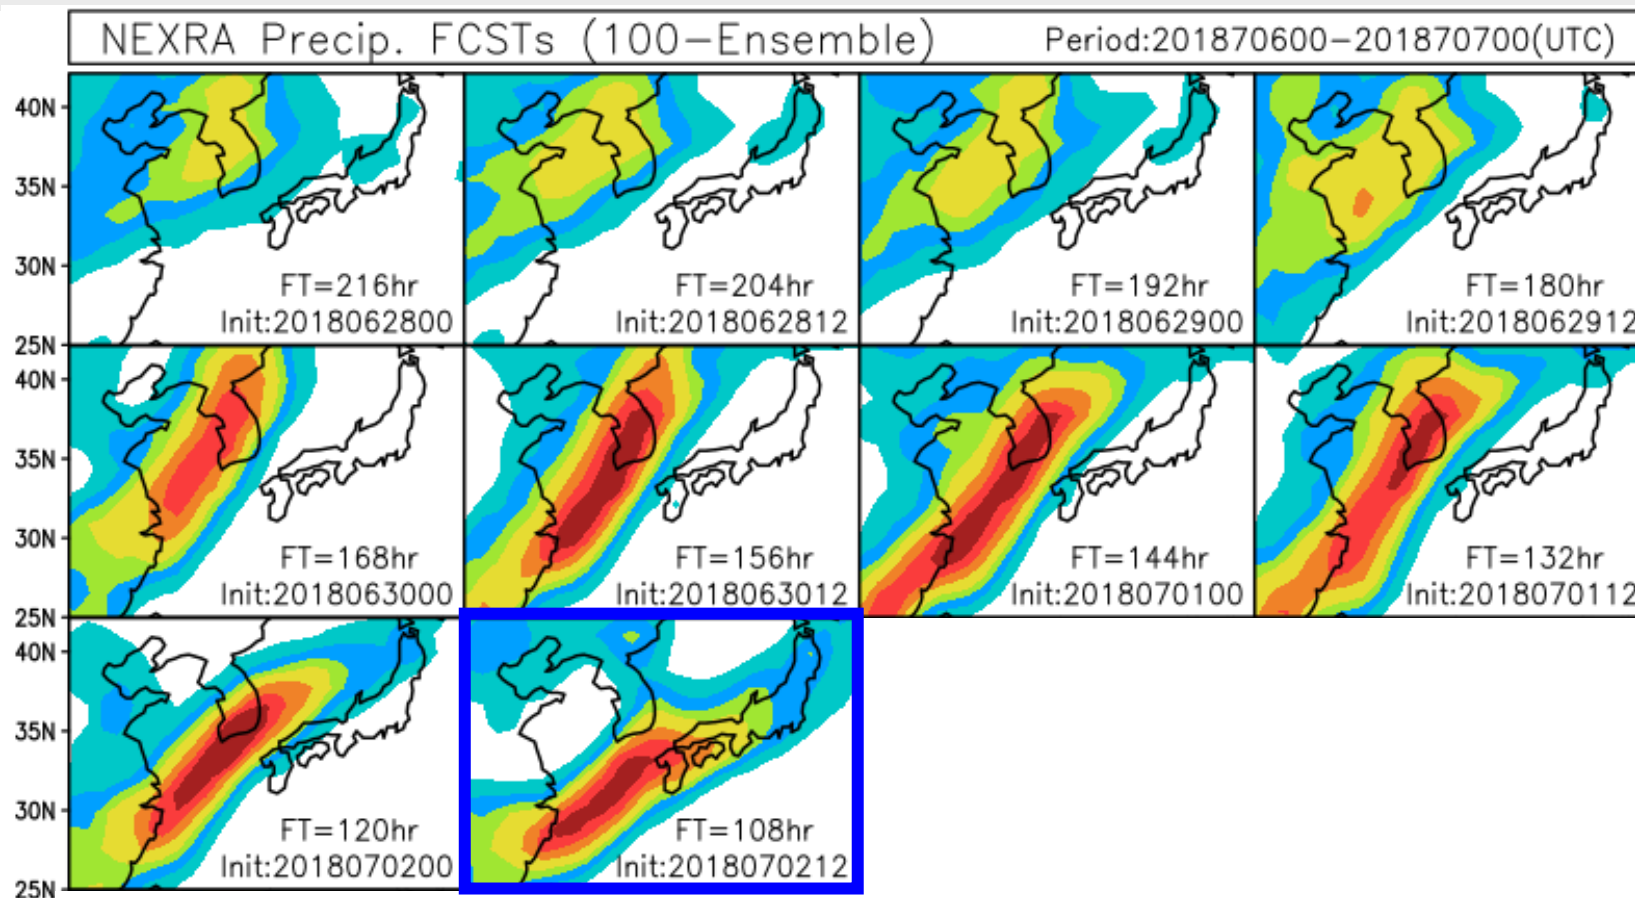 NEXRA Precip. FCSTs (100-Ensemble) Period:201870600-201870700(UTC)
40N
35N
30N
25N
FT=216hr
Init:2018062800
FT=204hr
Init:2018062812
FT=192hr
Init:2018062900
FT=180hr
Init:2018062912
40N
35N
30N
25N
FT=168hr
Init:2018063000
FT=156hr
Init:2018063012
FT=144hr
Init:2018070100
FT=132hr
Init:2018070112
40N
35N
30N
25N
FT=120hr
Init:2018070200
FT=108hr
Init:2018070212